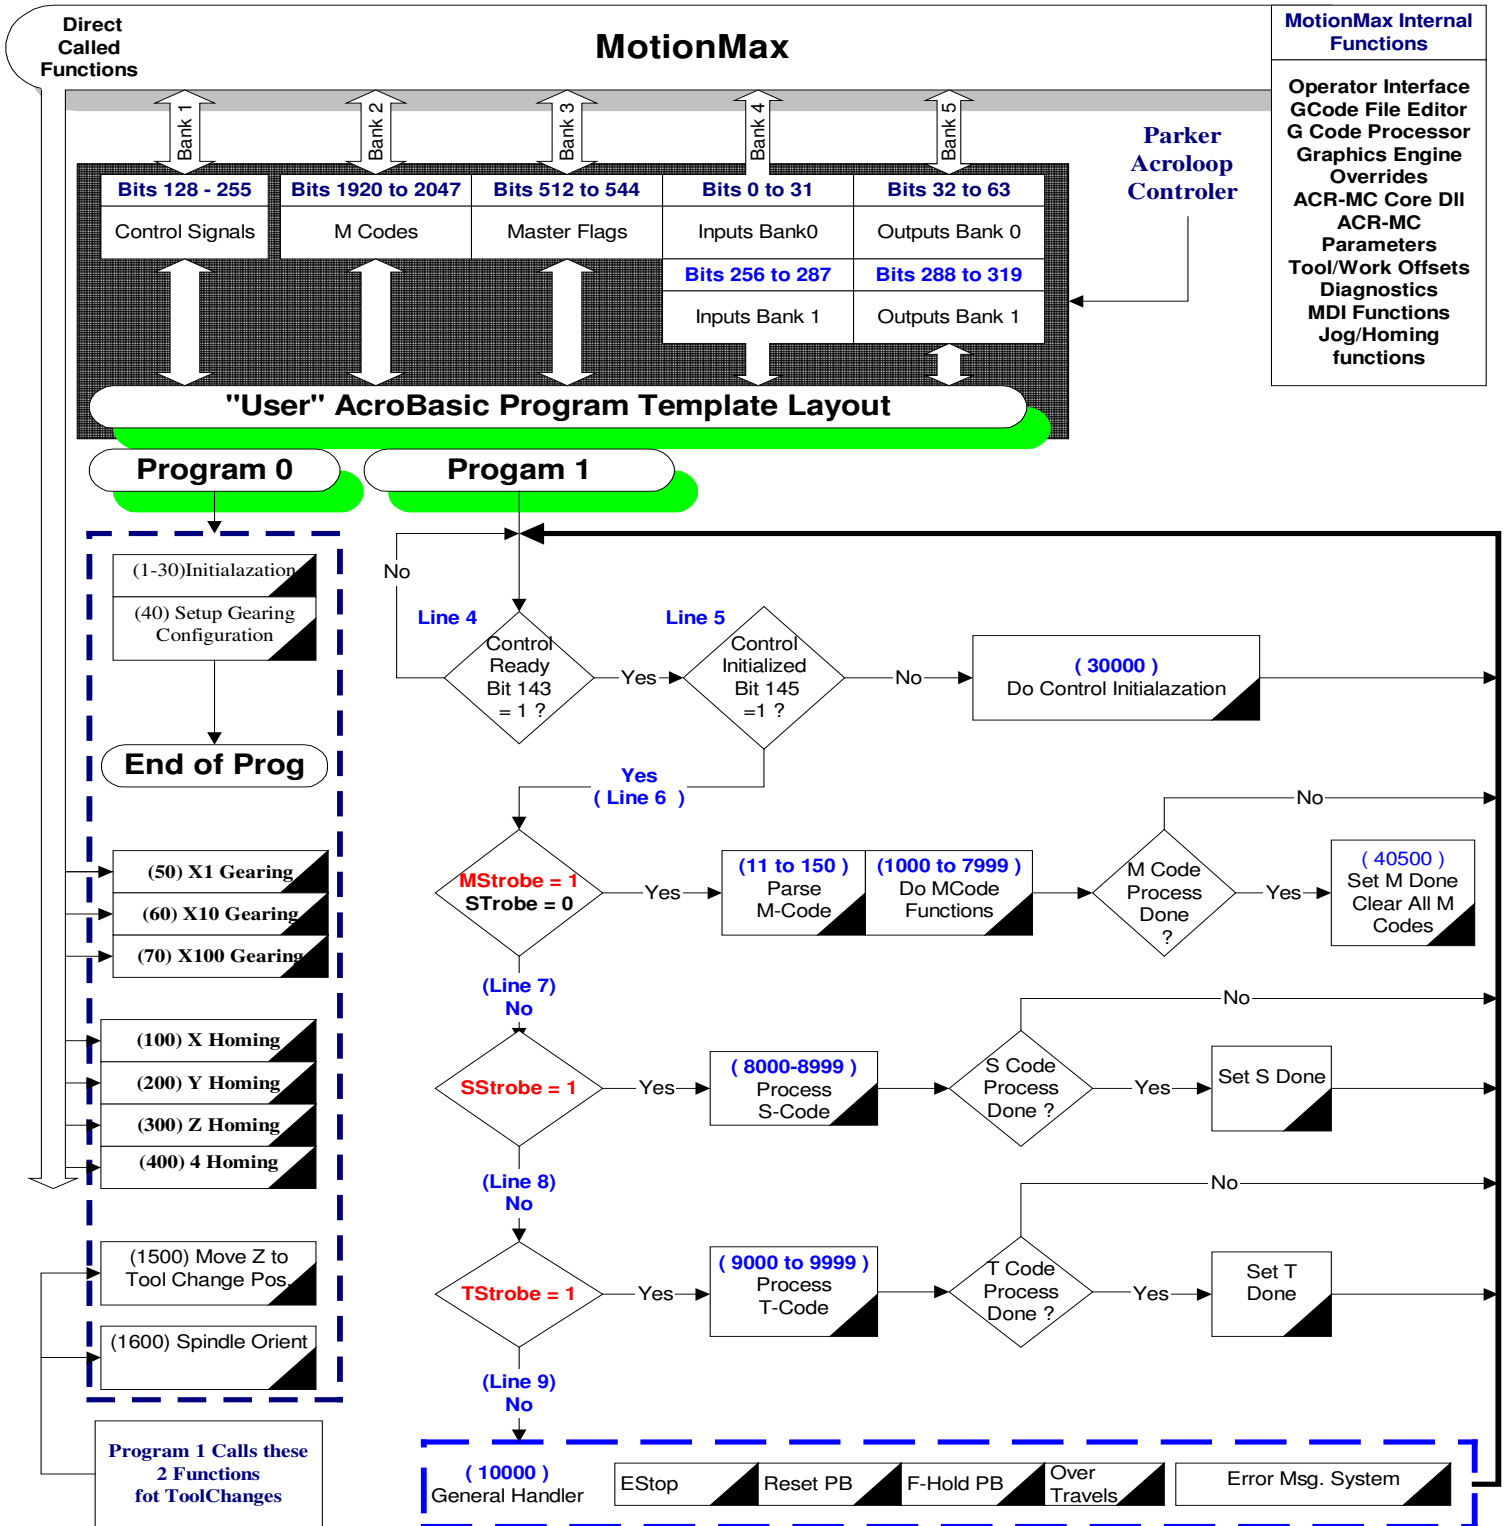 Direct
Called
Functions
MotionMax
MotionMax Internal
Functions
Operator Interface
GCode File Editor
G Code Processor
Graphics Engine
Overrides
ACR-MC Core Dll
ACR-MC
Parameters
Tool/Work Offsets
Diagnostics
MDI Functions
Jog/Homing
functions
Bank 1
Bank 2
Bank 3
Bank 4
Bank 5
Parker
Acroloop
Controler
Bits 128 - 255
Bits 1920 to 2047
Bits 512 to 544
Bits 0 to 31
Bits 32 to 63
Control Signals
M Codes
Master Flags
Inputs Bank0
Outputs Bank 0
Bits 256 to 287
Bits 288 to 319
Inputs Bank 1
Outputs Bank 1
"User" AcroBasic Program Template Layout
Program 0
Progam 1
(1-30)Initialazation
(40) Setup Gearing
Configuration
End of Prog
(50) X1 Gearing
(60) X10 Gearing
(70) X100 Gearing
(100) X Homing
(200) Y Homing
(300) Z Homing
(400) 4 Homing
(1500) Move Z to
Tool Change Pos.
(1600) Spindle Orient
Program 1 Calls these
2 Functions
fot ToolChanges
No
Line 4
Control
Ready
Bit 143
= 1 ?
Yes
Line 5
Control
Initialized
Bit 145
=1 ?
No
( 30000 )
Do Control Initialazation
Yes
( Line 6 )
MStrobe = 1
STrobe = 0
Yes
(11 to 150 )
Parse
M-Code
(1000 to 7999 )
Do MCode
Functions
M Code
Process
Done
?
No
Yes
( 40500 )
Set M Done
Clear All M
Codes
(Line 7)
No
SStrobe = 1
Yes
( 8000-8999 )
Process
S-Code
S Code
Process
Done ?
No
Yes
Set S Done
(Line 8)
No
TStrobe = 1
Yes
( 9000 to 9999 )
Process
T-Code
T Code
Process
Done ?
No
Yes
Set T
Done
(Line 9)
No
( 10000 )
General Handler
EStop
Reset PB
F-Hold PB
Over
Travels
Error Msg. System